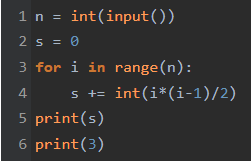 1 n = int(input())
2 s = 0
3 for i in range(n):
4     s += int(i*(i-1)/2)
5 print(s)
6 print(3)